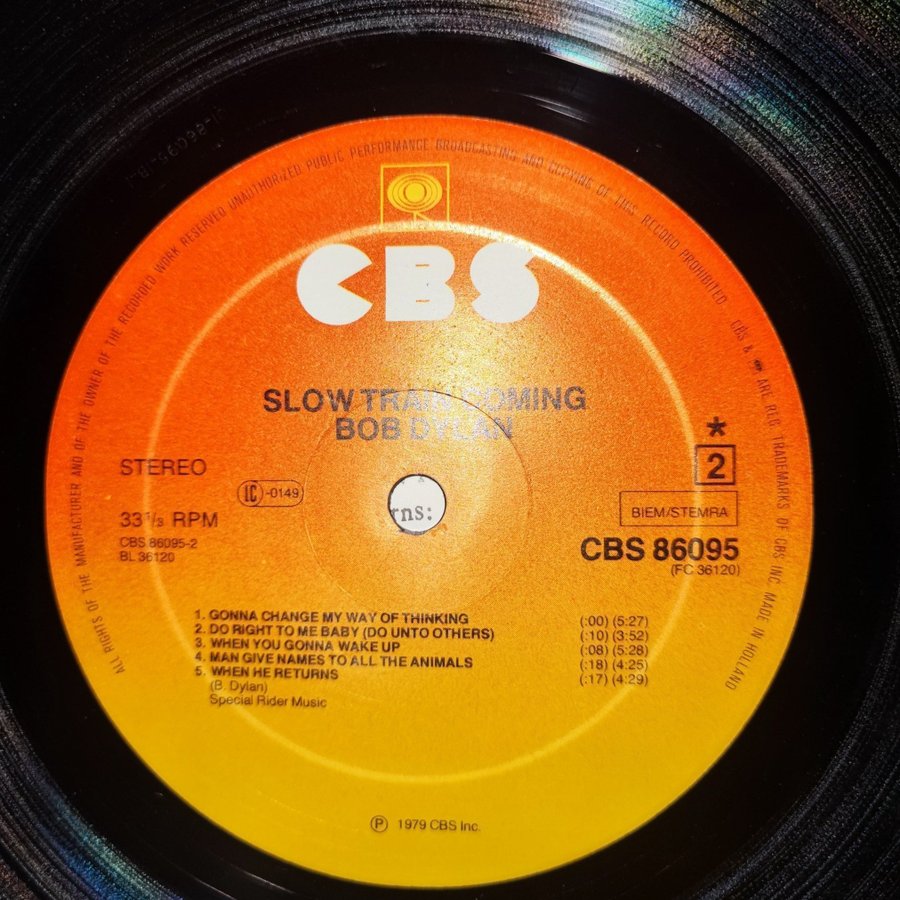 ALL RIGHTS OF THE MANUFACTURER AND OF THE OWNER OF THE RECORDED WORK RESERVED UNAUTHORIZED PUBLIC PERFORMANCE BROADCASTING AND COPYING OF THIS RECORD PROHIBITED
CBS & ARE REG. TRADEMARKS OF CBS INC. MADE IN HOLLAND
CBS
SLOW TRAIN COMING
BOB DYLAN
STEREO
LC-0149
33⅓ RPM
CBS 86095-2
BL 36120
*
2
BIEM/STEMRA
CBS 86095
(FC 36120)
rns:
1. GONNA CHANGE MY WAY OF THINKING (:00) (5:27)
2. DO RIGHT TO ME BABY (DO UNTO OTHERS) (:10) (3:52)
3. WHEN YOU GONNA WAKE UP (:08) (5:28)
4. MAN GIVE NAMES TO ALL THE ANIMALS (:18) (4:25)
5. WHEN HE RETURNS (:17) (4:29)
(B. Dylan)
Special Rider Music
Ⓟ 1979 CBS Inc.